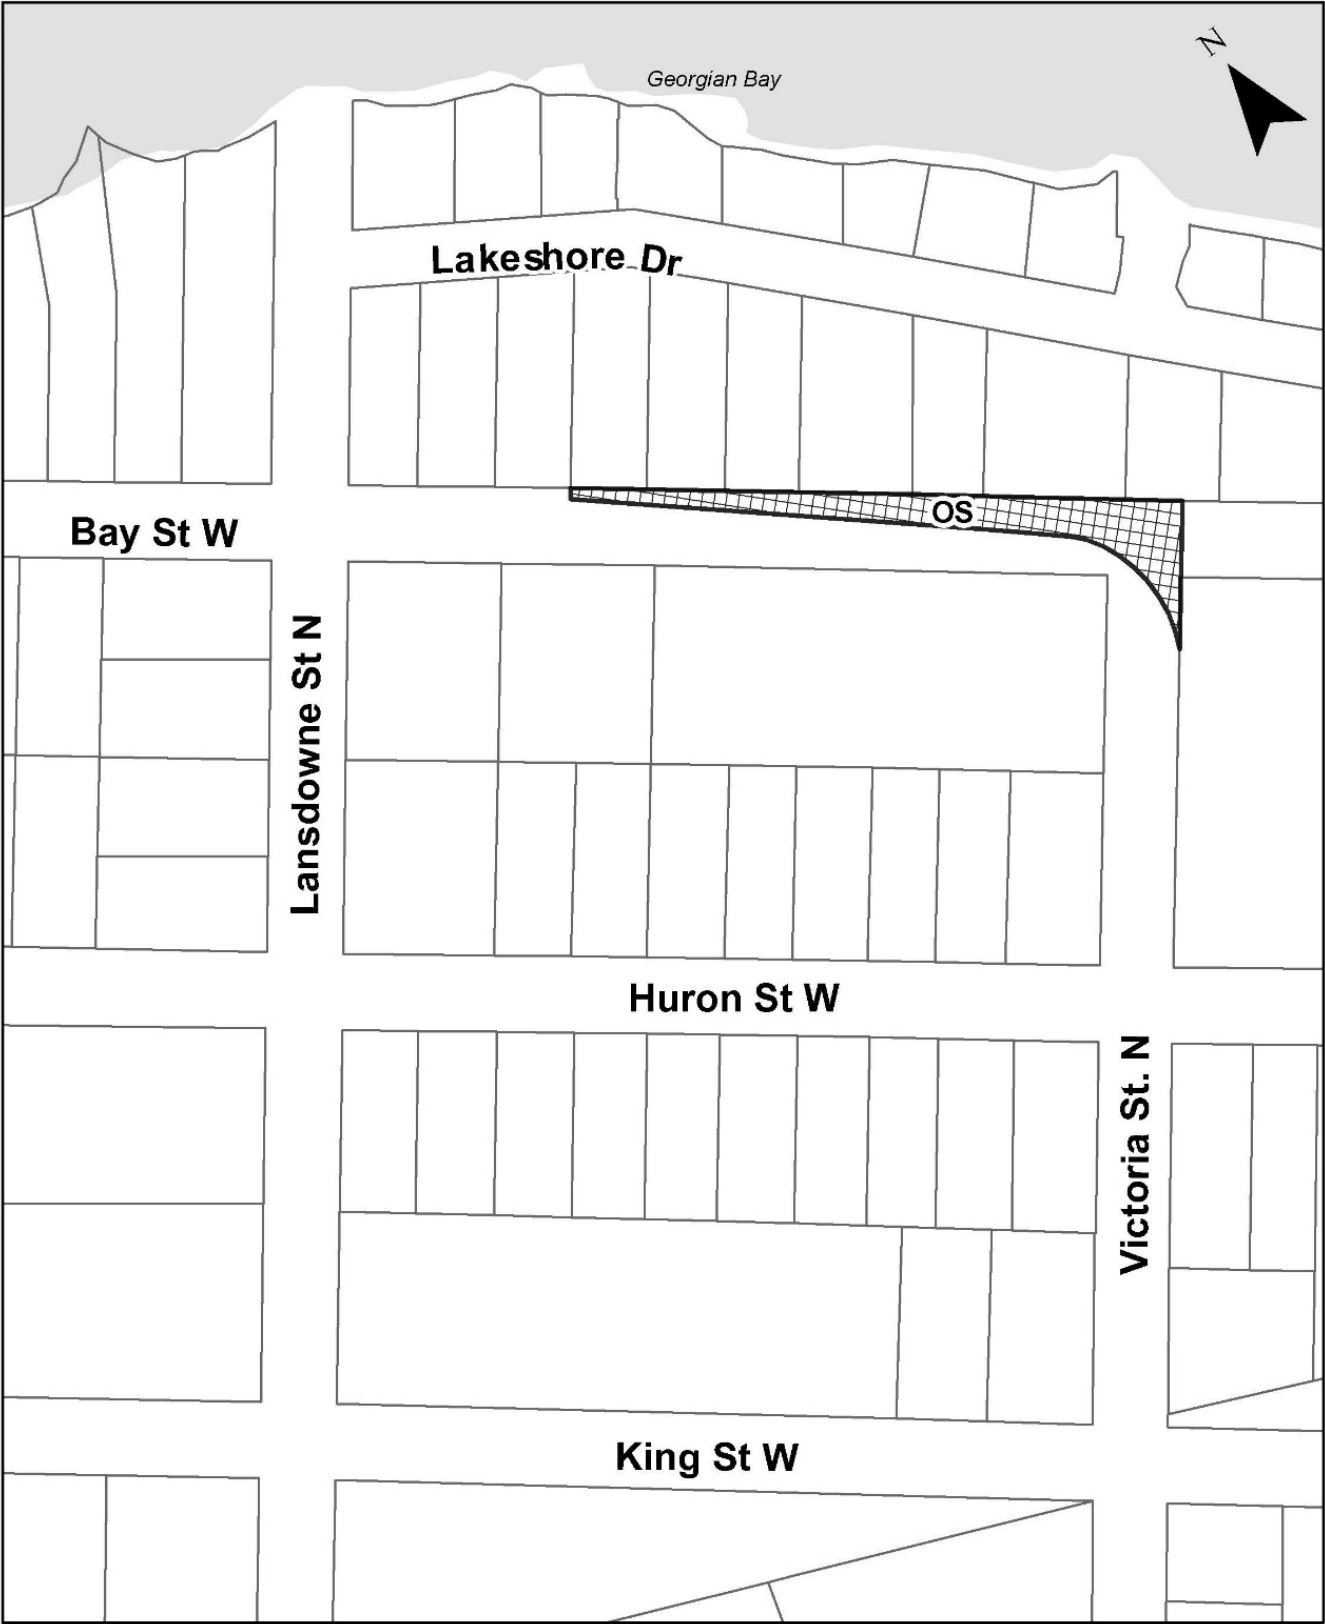 N
Georgian Bay
Lakeshore Dr
OS
Bay St W
Lansdowne St N
Huron St W
Victoria St. N
King St W